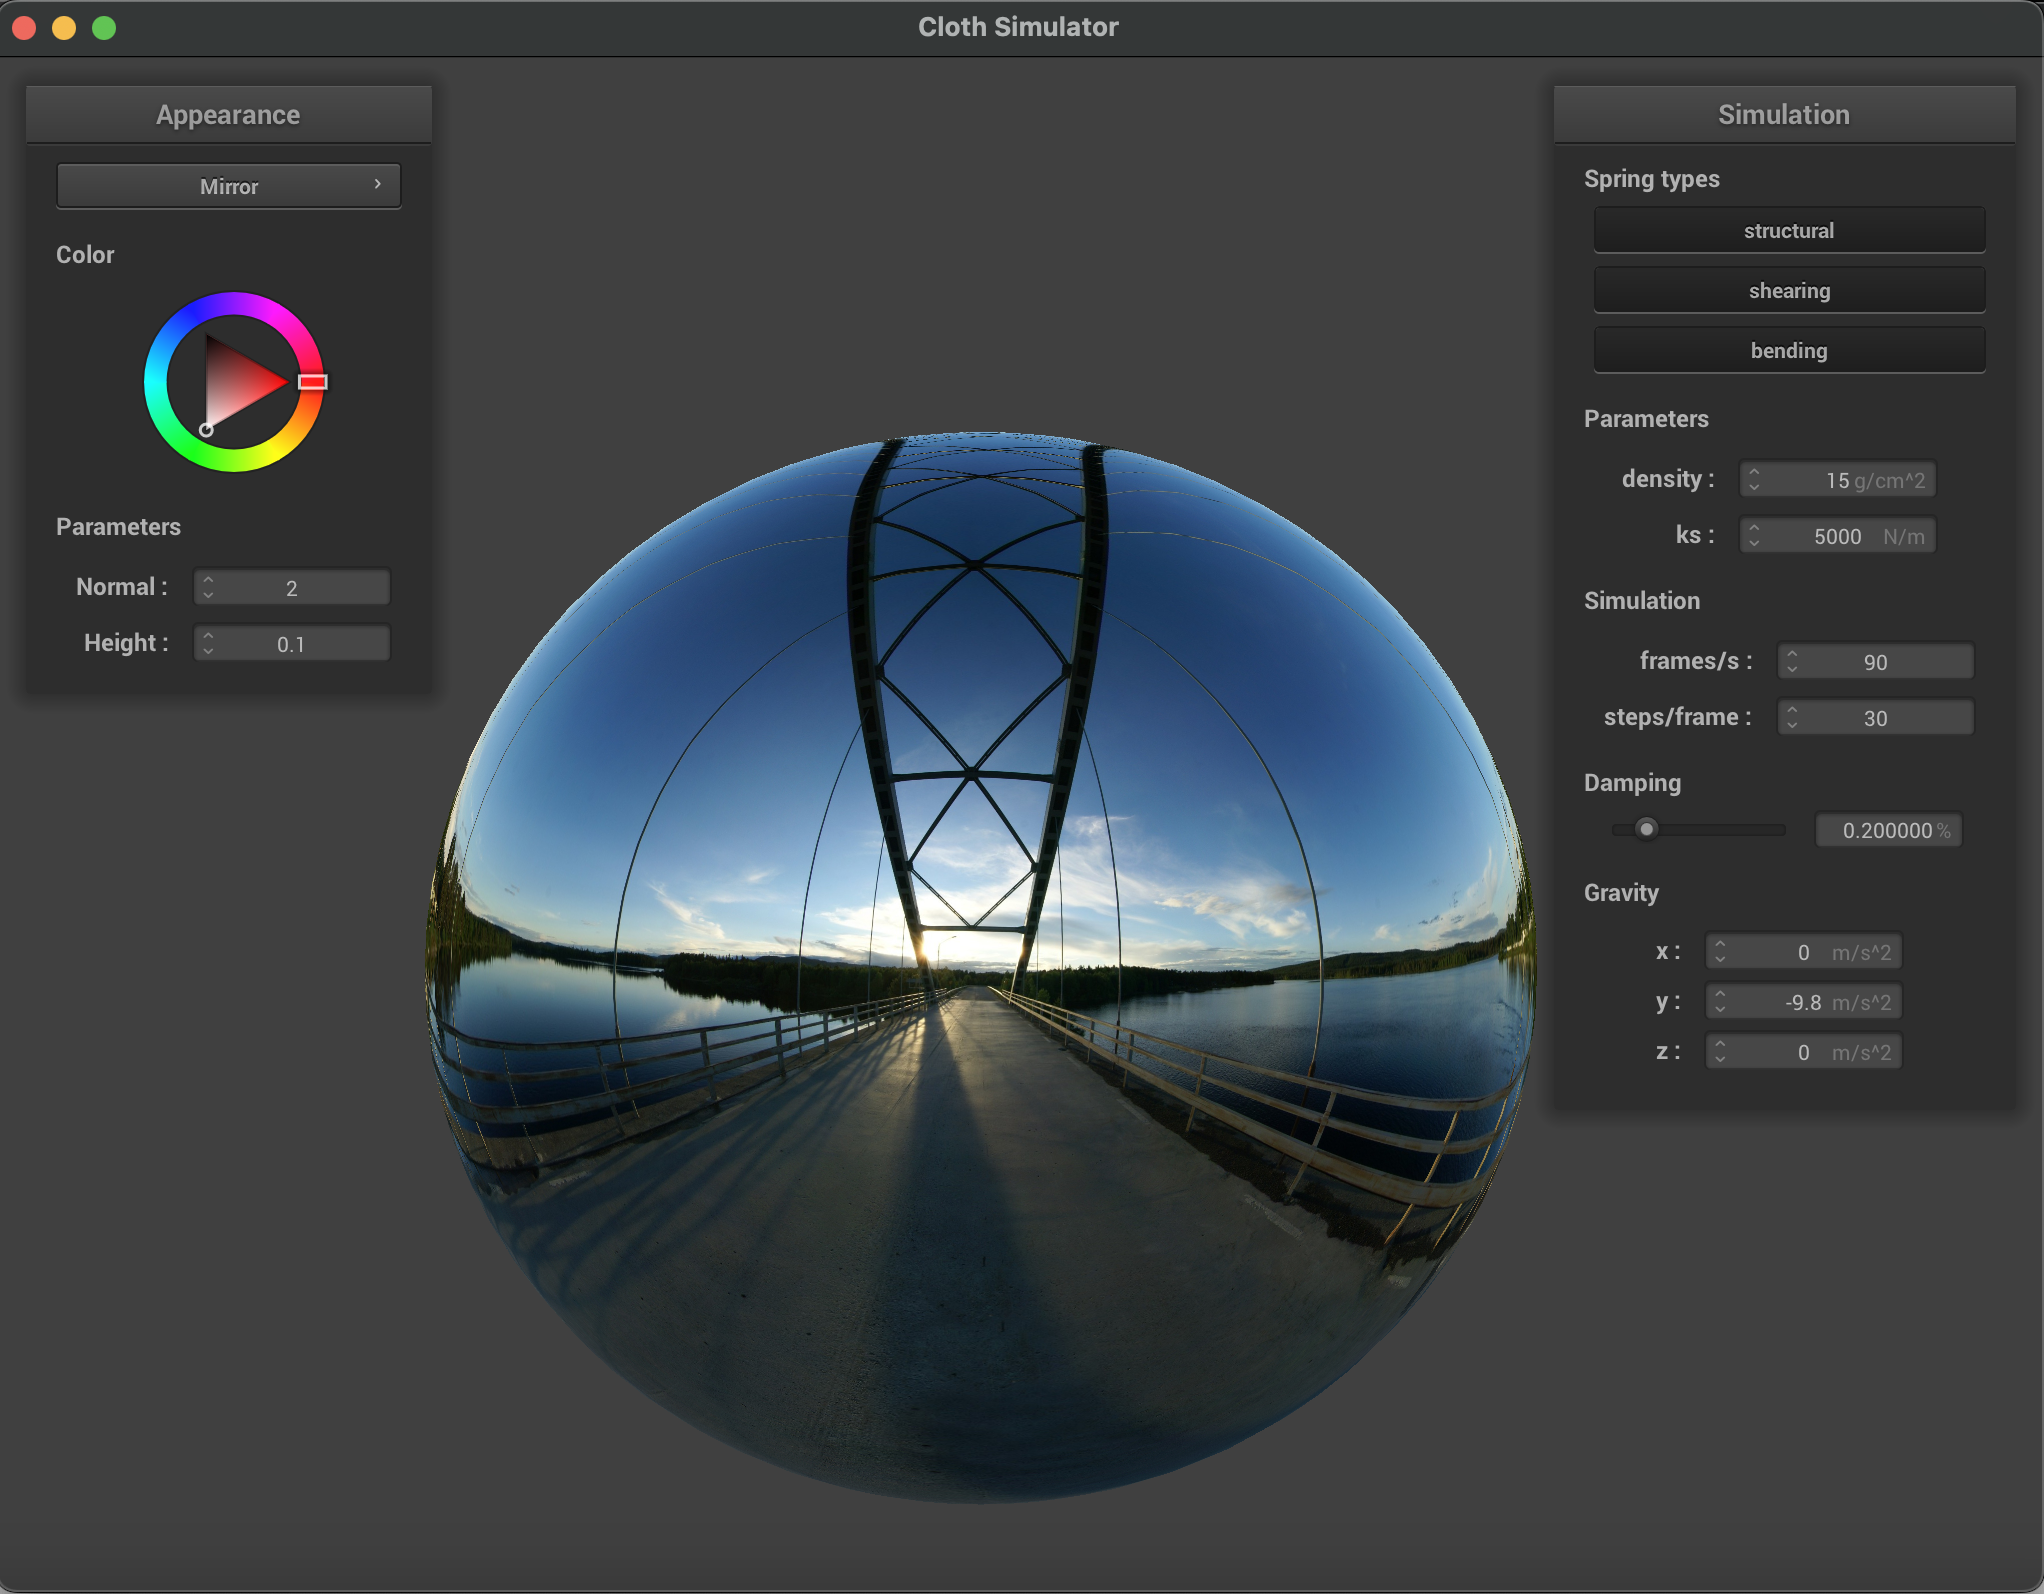 Cloth Simulator
Appearance
Mirror
Color
Parameters
Normal : 2
Height : 0.1
Simulation
Spring types
structural
shearing
bending
Parameters
density : 15 g/cm^2
ks : 5000 N/m
Simulation
frames/s : 90
steps/frame : 30
Damping
0.200000 %
Gravity
x : 0 m/s^2
y : -9.8 m/s^2
z : 0 m/s^2